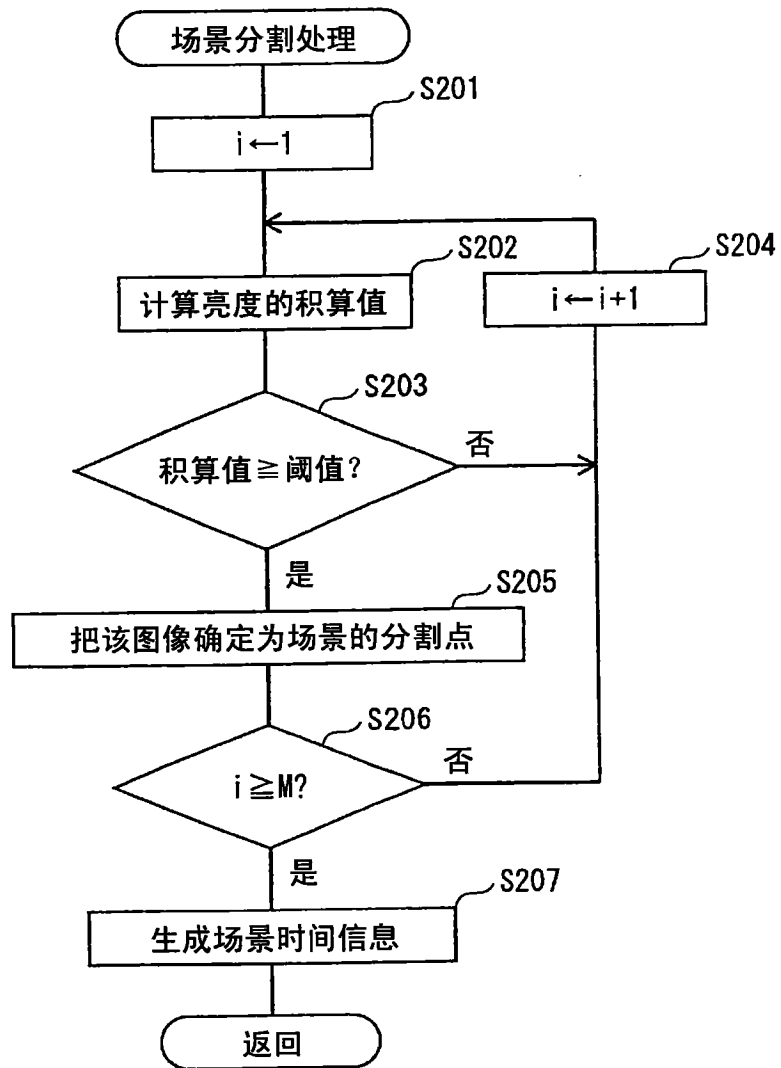 场景分割处理
S201
i←1
S202
S204
计算亮度的积算值
i←i+1
S203
积算值≧阈值？
否
是
S205
把该图像确定为场景的分割点
S206
i≧M?
否
是
S207
生成场景时间信息
返回